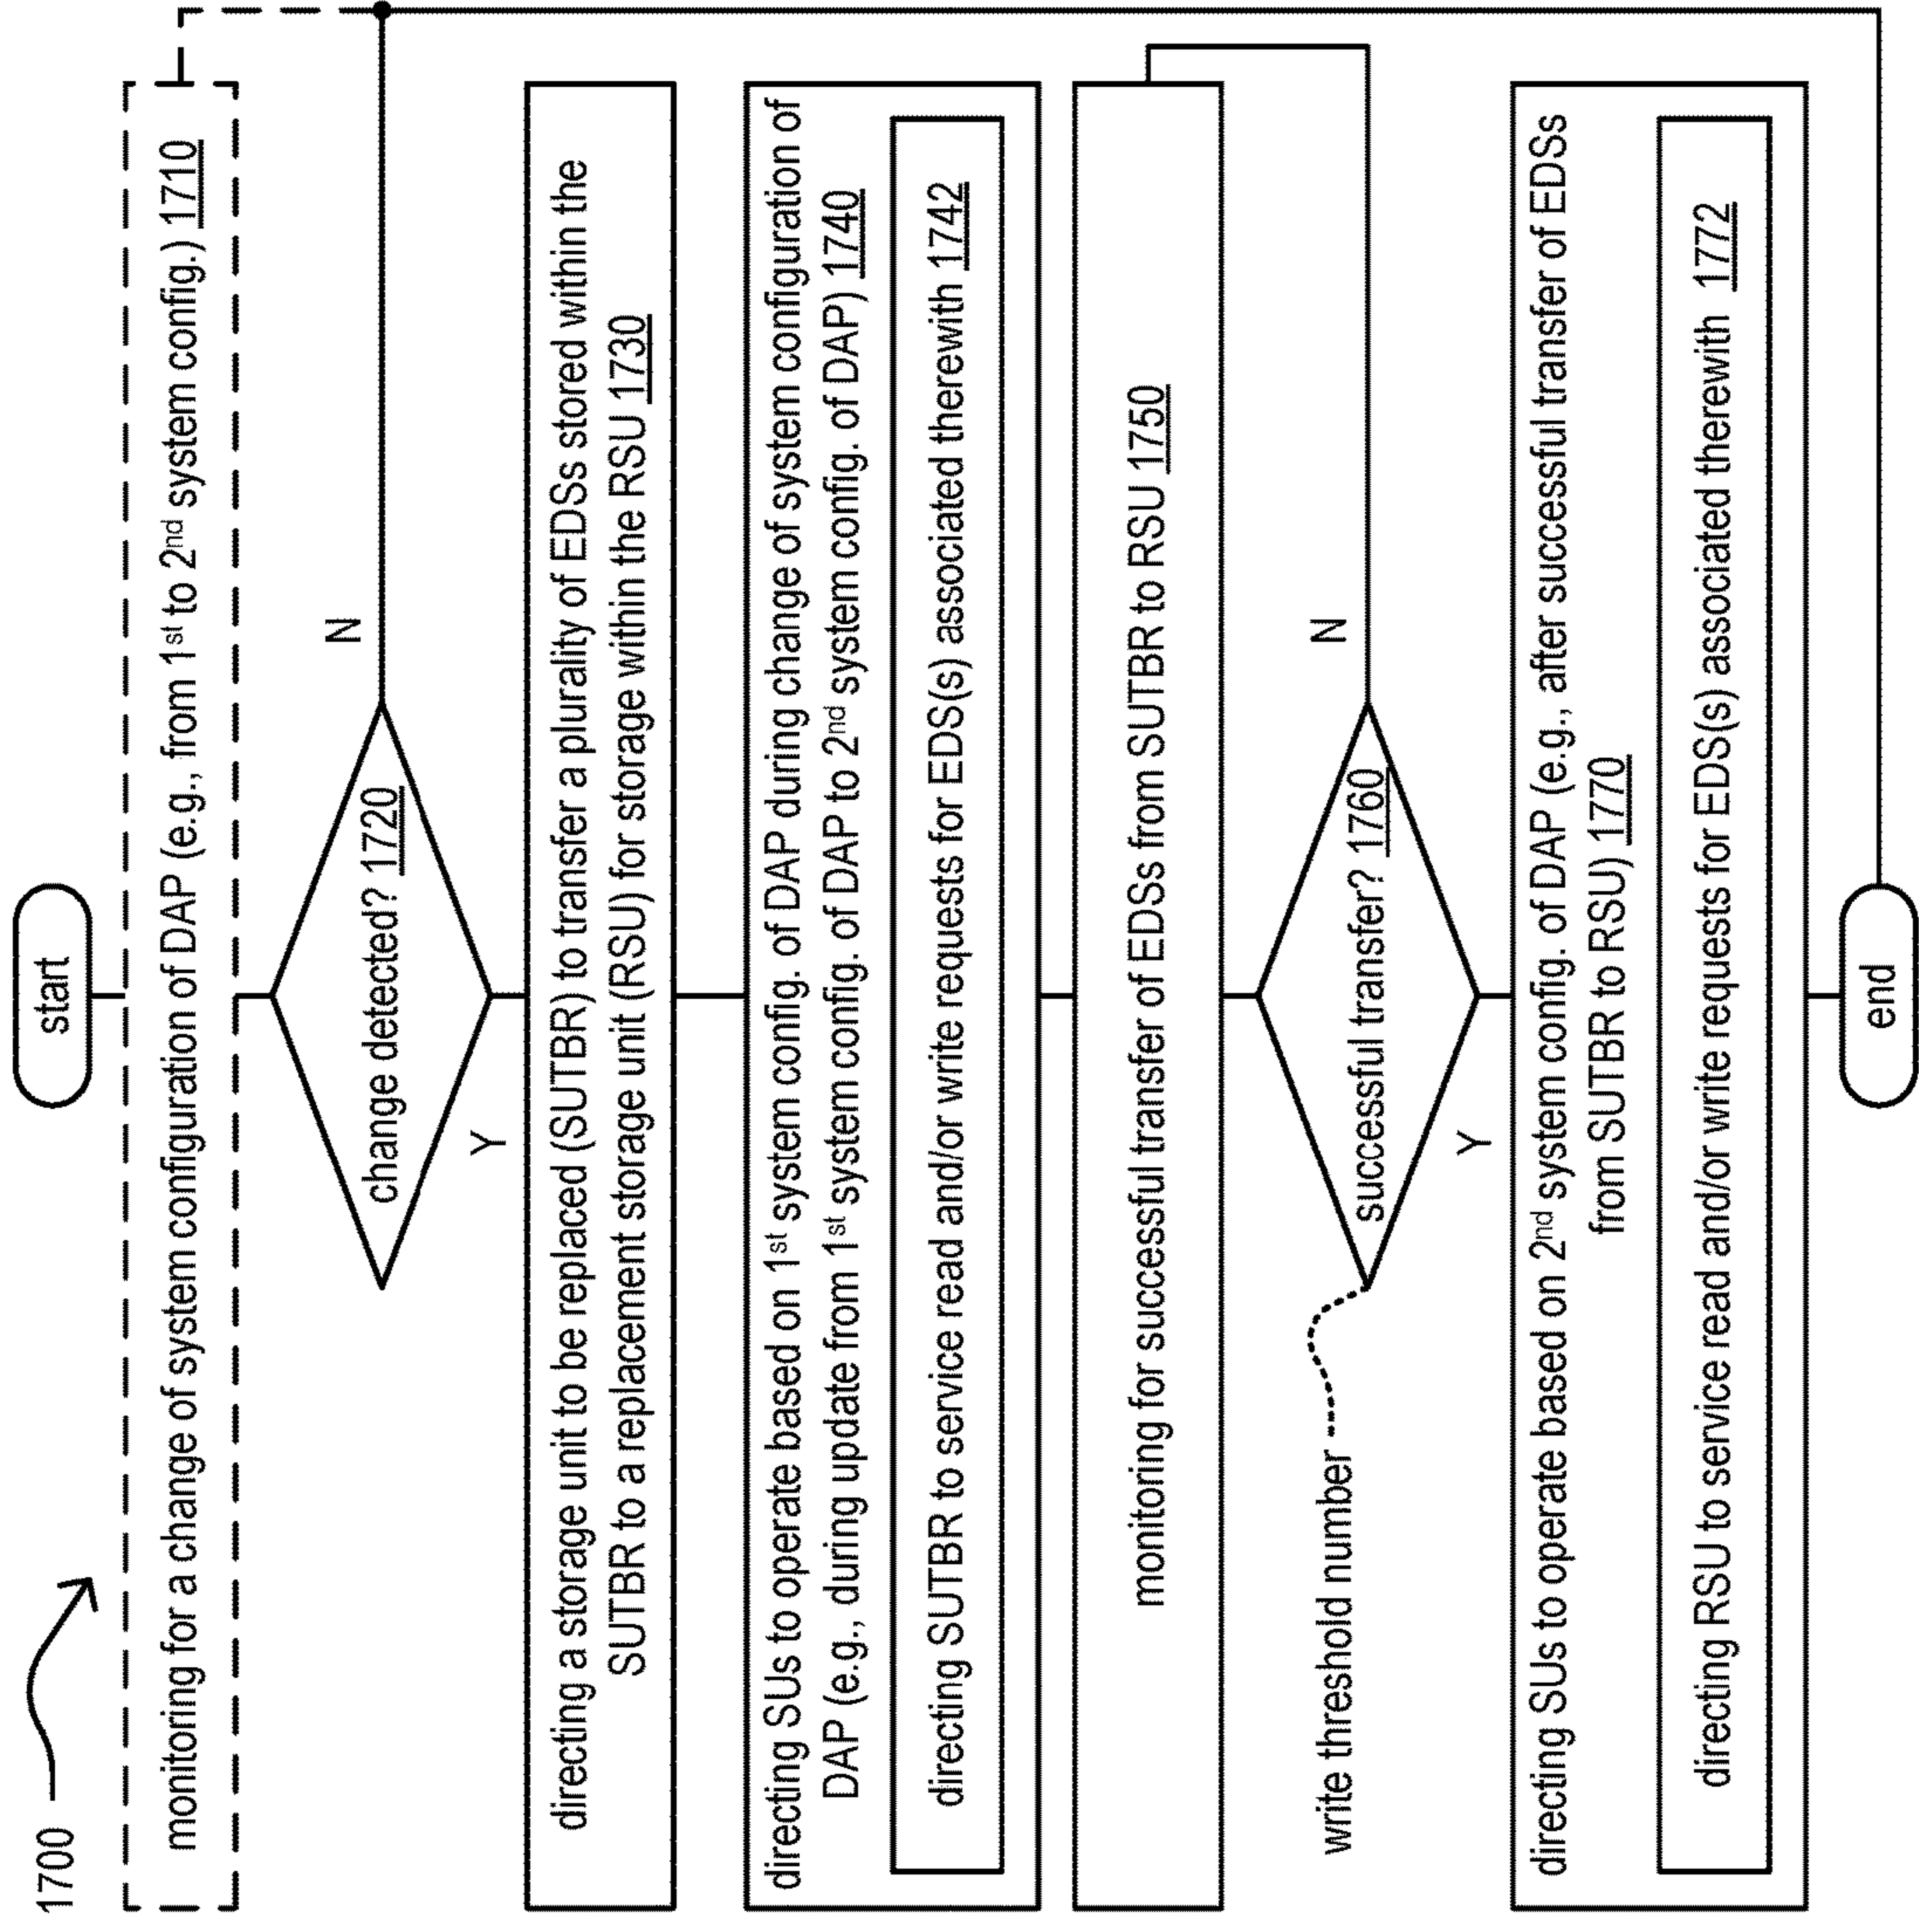 1700
start
monitoring for a change of system configuration of DAP (e.g., from 1st to 2nd system config.) 1710
change detected? 1720
N
Y
directing a storage unit to be replaced (SUTBR) to transfer a plurality of EDSs stored within the
SUTBR to a replacement storage unit (RSU) for storage within the RSU 1730
directing SUs to operate based on 1st system config. of DAP during change of system configuration of
DAP (e.g., during update from 1st system config. of DAP to 2nd system config. of DAP) 1740
directing SUTBR to service read and/or write requests for EDS(s) associated therewith 1742
monitoring for successful transfer of EDSs from SUTBR to RSU 1750
write threshold number
successful transfer? 1760
N
Y
directing SUs to operate based on 2nd system config. of DAP (e.g., after successful transfer of EDSs
from SUTBR to RSU) 1770
directing RSU to service read and/or write requests for EDS(s) associated therewith 1772
end